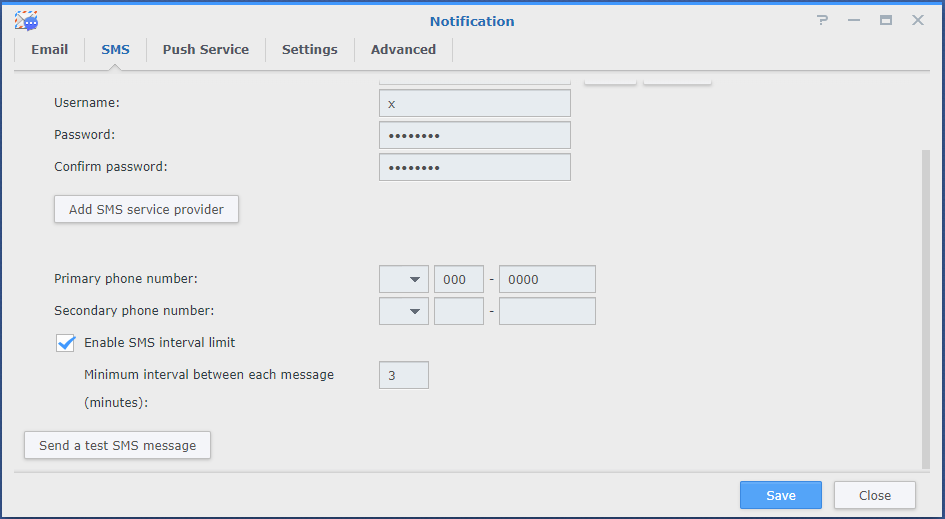 Notification
Email SMS Push Service Settings Advanced
Username: x
Password: ••••••••
Confirm password: ••••••••
Add SMS service provider
Primary phone number: 000 - 0000
Secondary phone number: -
Enable SMS interval limit
Minimum interval between each message 3
(minutes):
Send a test SMS message
Save Close